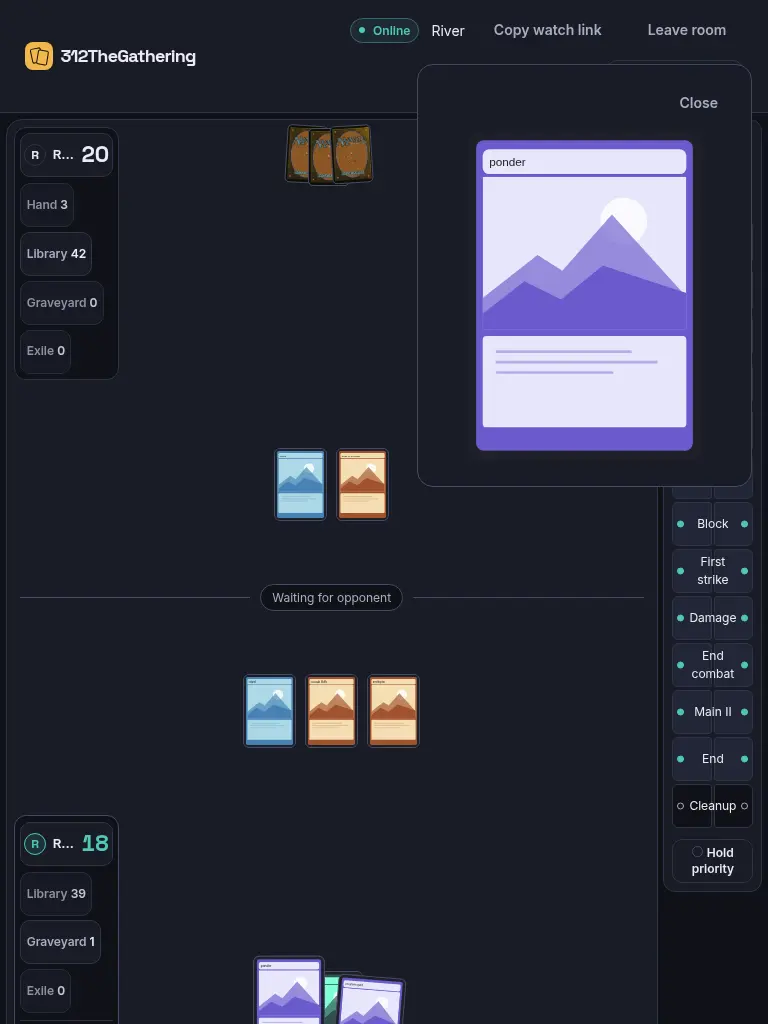 Online
River
Copy watch link
Leave room
312TheGathering
Close
R
R...
20
Hand 3
Library 42
Graveyard 0
Exile 0
ponder
Block
First
strike
Damage
End
combat
Main II
End
Cleanup
Hold
priority
Waiting for opponent
R
R...
18
Library 39
Graveyard 1
Exile 0
ponder